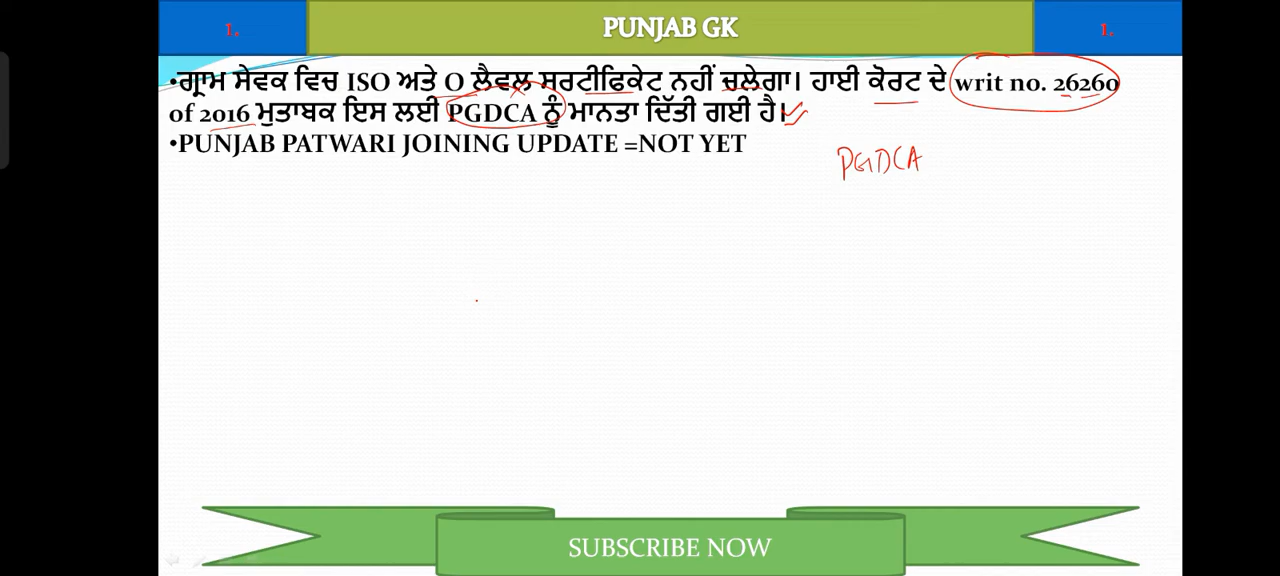 1. PUNJAB GK 1.
•ਗ੍ਰਾਮ ਸੇਵਕ ਵਿਚ ISO ਅਤੇ O ਲੈਵਲ ਸਰਟੀਫਿਕੇਟ ਨਹੀਂ ਚਲੇਗਾ। ਹਾਈ ਕੋਰਟ ਦੇ writ no. 26260
of 2016 ਮੁਤਾਬਕ ਇਸ ਲਈ PGDCA ਨੂੰ ਮਾਨਤਾ ਦਿੱਤੀ ਗਈ ਹੈ।
•PUNJAB PATWARI JOINING UPDATE =NOT YET
PGDCA
SUBSCRIBE NOW